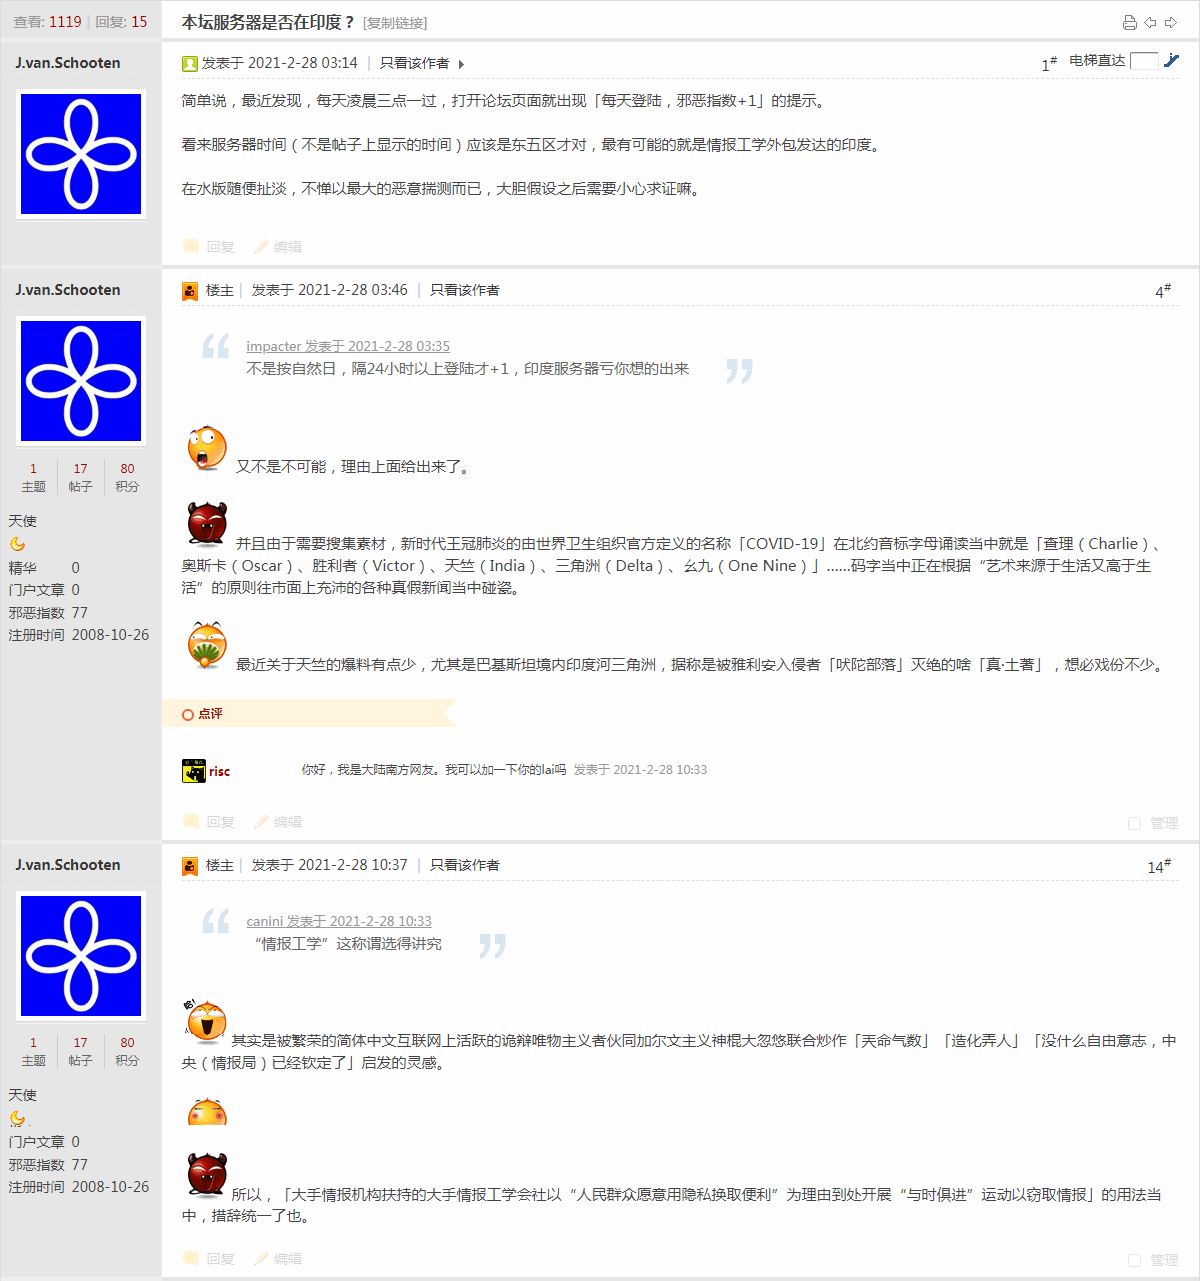 查看: 1119 | 回复: 15
本坛服务器是否在印度？ [复制链接]
J.van.Schooten
发表于 2021-2-28 03:14 | 只看该作者
1# 电梯直达
简单说，最近发现，每天凌晨三点一过，打开论坛页面就出现「每天登陆，邪恶指数+1」的提示。
看来服务器时间（不是帖子上显示的时间）应该是东五区才对，最有可能的就是情报工学外包发达的印度。
在水版随便扯淡，不惮以最大的恶意揣测而已，大胆假设之后需要小心求证嘛。
回复 编辑
J.van.Schooten
楼主 | 发表于 2021-2-28 03:46 | 只看该作者
4#
impacter 发表于 2021-2-28 03:35
不是按自然日，隔24小时以上登陆才+1，印度服务器亏你想的出来
1 17 80
主题 帖子 积分
天使
精华 0
门户文章 0
邪恶指数 77
注册时间 2008-10-26
又不是不可能，理由上面给出来了。
并且由于需要搜集素材，新时代王冠肺炎的由世界卫生组织官方定义的名称「COVID-19」在北约音标字母诵读当中就是「查理（Charlie）、
奥斯卡（Oscar）、胜利者（Victor）、天竺（India）、三角洲（Delta）、幺九（One Nine）」……码字当中正在根据“艺术来源于生活又高于生
活”的原则往市面上充沛的各种真假新闻当中碰瓷。
最近关于天竺的爆料有点少，尤其是巴基斯坦境内印度河三角洲，据称是被雅利安入侵者「吠陀部落」灭绝的啥「真·土著」，想必戏份不少。
点评
risc
你好，我是大陆南方网友。我可以加一下你的lai吗 发表于 2021-2-28 10:33
回复 编辑
管理
J.van.Schooten
楼主 | 发表于 2021-2-28 10:37 | 只看该作者
14#
canini 发表于 2021-2-28 10:33
“情报工学”这称谓选得讲究
1 17 80
主题 帖子 积分
天使
门户文章 0
邪恶指数 77
注册时间 2008-10-26
哈!
其实是被繁荣的简体中文互联网上活跃的诡辩唯物主义者伙同加尔文主义神棍大忽悠联合炒作「天命气数」「造化弄人」「没什么自由意志，中
央（情报局）已经钦定了」启发的灵感。
所以，「大手情报机构扶持的大手情报工学会社以“人民群众愿意用隐私换取便利”为理由到处开展“与时俱进”运动以窃取情报」的用法当
中，措辞统一了也。
回复 编辑
管理